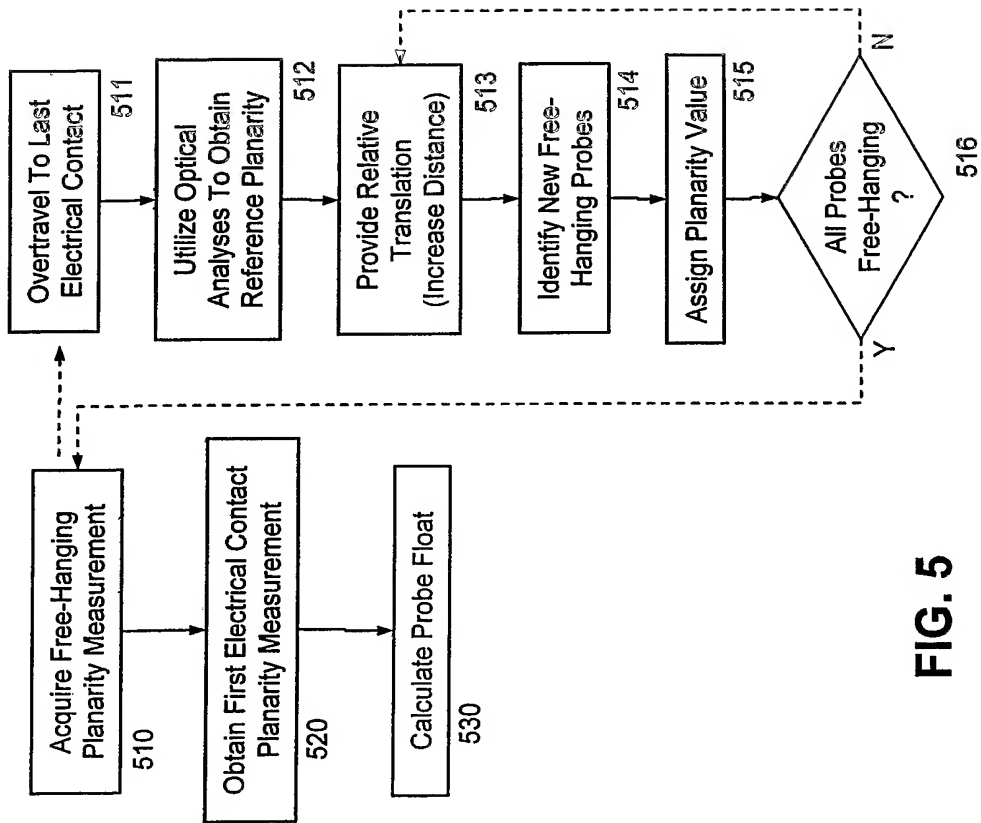 Acquire Free-Hanging
Planarity Measurement
510
Obtain First Electrical Contact
Planarity Measurement
520
Calculate Probe Float
530
Overtravel To Last
Electrical Contact
511
Utilize Optical
Analyses To Obtain
Reference Planarity
512
Provide Relative
Translation
(Increase Distance)
513
Identify New Free-
Hanging Probes
514
Assign Planarity Value
515
All Probes
Free-Hanging
?
516
Y
N
FIG. 5